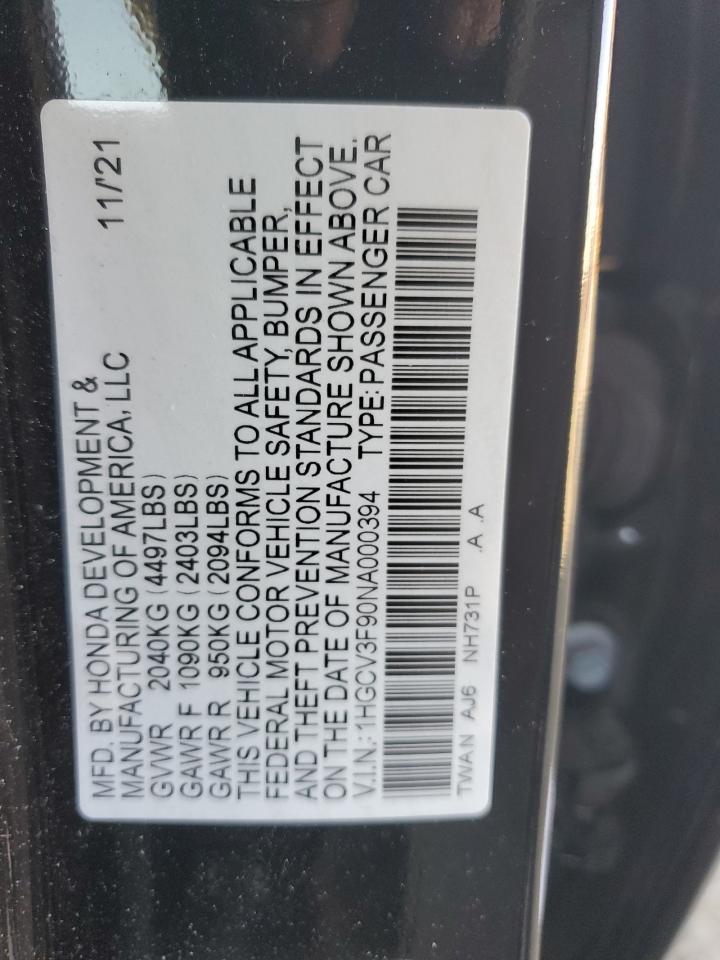 MFD. BY HONDA DEVELOPMENT & 11/'21
MANUFACTURING OF AMERICA, LLC
GVWR 2040KG (4497LBS)
GAWR F 1090KG (2403LBS)
GAWR R 950KG (2094LBS)
THIS VEHICLE CONFORMS TO ALL APPLICABLE
FEDERAL MOTOR VEHICLE SAFETY, BUMPER,
AND THEFT PREVENTION STANDARDS IN EFFECT
ON THE DATE OF MANUFACTURE SHOWN ABOVE.
V.I.N.: 1HGCV3F90NA000394 TYPE: PASSENGER CAR
TWAN AJ6 NH731P .A .A